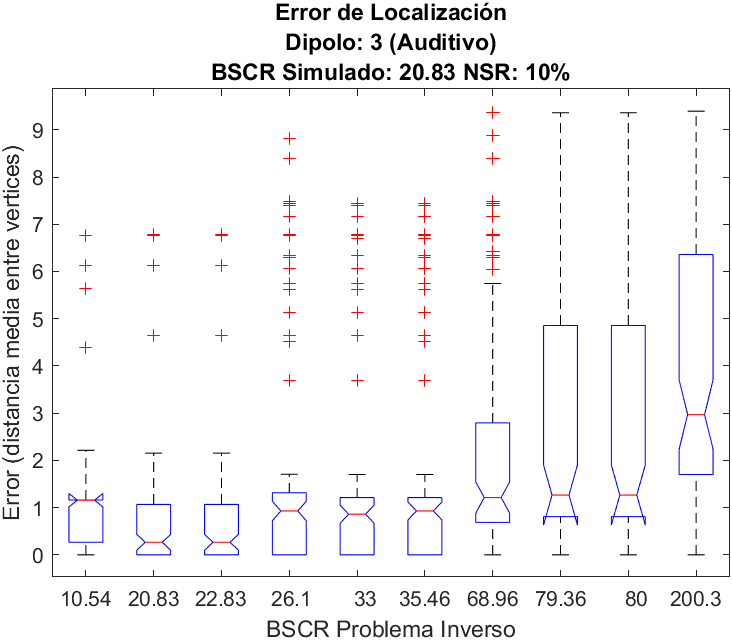 Error de Localización
Dipolo: 3 (Auditivo)
BSCR Simulado: 20.83 NSR: 10%
Error (distancia media entre vertices)
9
8
7
6
5
4
3
2
1
0
10.54 20.83 22.83 26.1 33 35.46 68.96 79.36 80 200.3
BSCR Problema Inverso